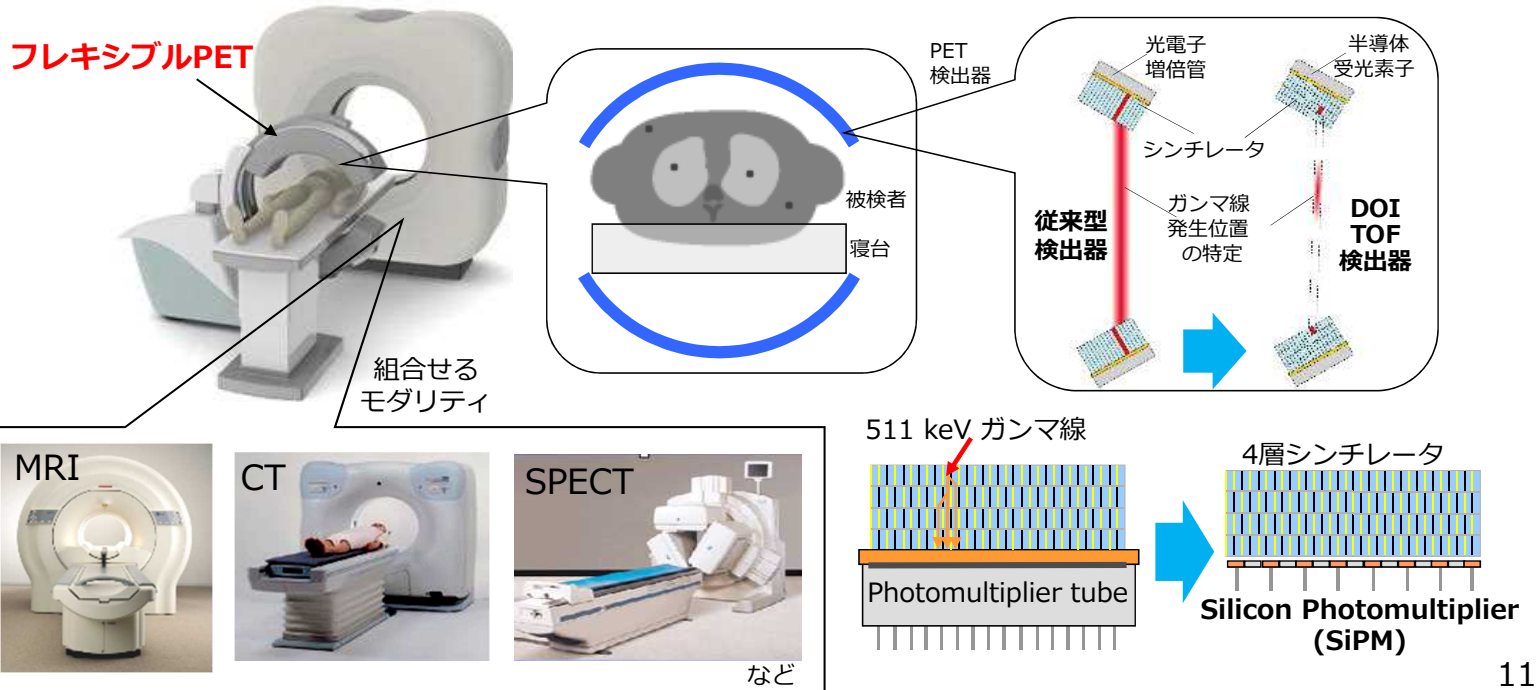 フレキシブルPET
PET
検出器
被検者
寝台
光電子
増倍管
半導体
受光素子
シンチレータ
従来型
検出器
ガンマ線
発生位置
の特定
DOI
TOF
検出器
組合せる
モダリティ
MRI
CT
SPECT
など
511 keV ガンマ線
4層シンチレータ
Photomultiplier tube
Silicon Photomultiplier
(SiPM)
11